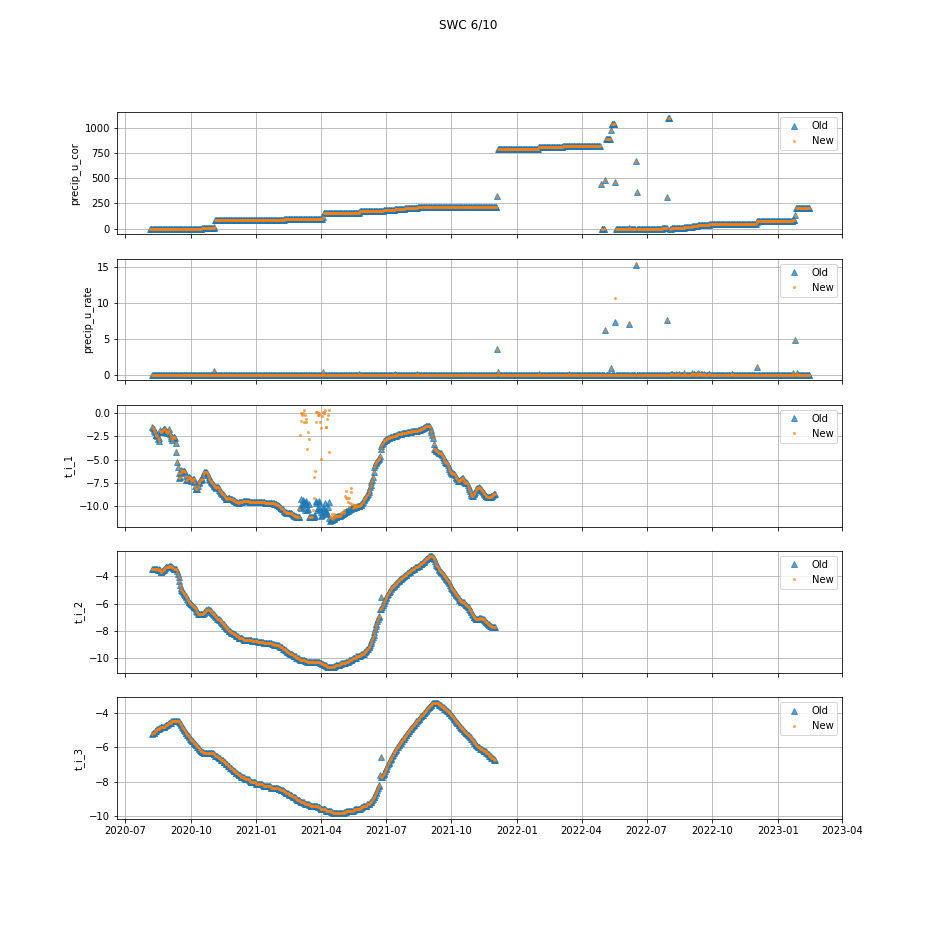 SWC 6/10
precip_u_cor
1000
750
500
250
0
Old
New
precip_u_rate
15
10
5
0
Old
New
t_i_1
0.0
−2.5
−5.0
−7.5
−10.0
Old
New
t_i_2
−4
−6
−8
−10
Old
New
t_i_3
−4
−6
−8
−10
Old
New
2020-07 2020-10 2021-01 2021-04 2021-07 2021-10 2022-01 2022-04 2022-07 2022-10 2023-01 2023-04